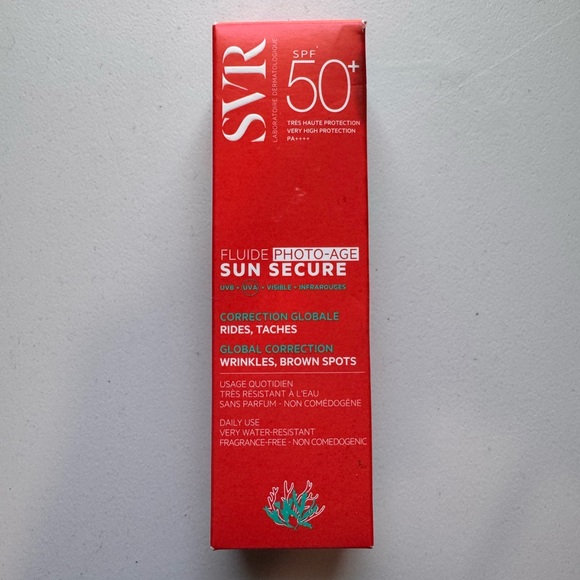 SVR
LABORATOIRE DERMATOLOGIQUE
SPF
50+
TRÈS HAUTE PROTECTION
VERY HIGH PROTECTION
PA++++
FLUIDE PHOTO-AGE
SUN SECURE
UVB + UVA + VISIBLE + INFRAROUGES
CORRECTION GLOBALE
RIDES, TACHES
GLOBAL CORRECTION
WRINKLES, BROWN SPOTS
USAGE QUOTIDIEN
TRÈS RÉSISTANT À L'EAU
SANS PARFUM - NON COMÉDOGÈNE
DAILY USE
VERY WATER-RESISTANT
FRAGRANCE-FREE - NON COMEDOGENIC